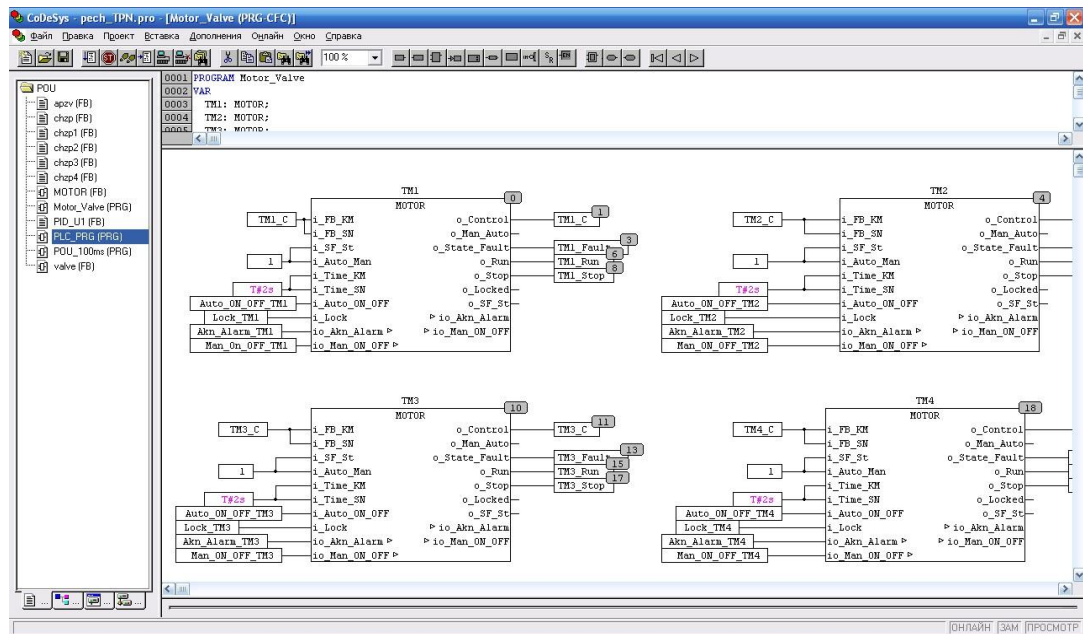 CoDeSys - pech_TPN.pro - [Motor_Valve (PRG-CFC)]
Файл Правка Проект Вставка Дополнения Онлайн Окно Справка
100 %
POU
apzv (FB)
chzp (FB)
chzp1 (FB)
chzp2 (FB)
chzp3 (FB)
chzp4 (FB)
MOTOR (FB)
Motor_Valve (PRG)
PID_U1 (FB)
PLC_PRG (PRG)
POU_100ms (PRG)
valve (FB)
0001 PROGRAM Motor_Valve
0002 VAR
0003 TM1: MOTOR;
0004 TM2: MOTOR;
0005 TM3: MOTOR;
TM1
0
MOTOR
TM1_C i_FB_KM o_Control TM1_C 1
i_FB_SN o_Man_Auto
i_SF_St o_State_Fault TM1_Fault 3
1 i_Auto_Man o_Run TM1_Run 6
i_Time_KM o_Stop TM1_Stop 8
T#2s i_Time_SN o_Locked
Auto_ON_OFF_TM1 i_Auto_ON_OFF o_SF_St
Lock_TM1 i_Lock io_Akn_Alarm
Akn_Alarm_TM1 io_Akn_Alarm io_Man_ON_OFF
Man_On_OFF_TM1 io_Man_ON_OFF
TM2
4
MOTOR
TM2_C i_FB_KM o_Control
i_FB_SN o_Man_Auto
i_SF_St o_State_Fault
1 i_Auto_Man o_Run
i_Time_KM o_Stop
T#2s i_Time_SN o_Locked
Auto_ON_OFF_TM2 i_Auto_ON_OFF o_SF_St
Lock_TM2 i_Lock io_Akn_Alarm
Akn_Alarm_TM2 io_Akn_Alarm io_Man_ON_OFF
Man_ON_OFF_TM2 io_Man_ON_OFF
TM3
10
MOTOR
TM3_C i_FB_KM o_Control TM3_C 11
i_FB_SN o_Man_Auto
i_SF_St o_State_Fault TM3_Fault 13
1 i_Auto_Man o_Run TM3_Run 15
i_Time_KM o_Stop TM3_Stop 17
T#2s i_Time_SN o_Locked
Auto_ON_OFF_TM3 i_Auto_ON_OFF o_SF_St
Lock_TM3 i_Lock io_Akn_Alarm
Akn_Alarm_TM3 io_Akn_Alarm io_Man_ON_OFF
Man_ON_OFF_TM3 io_Man_ON_OFF
TM4
18
MOTOR
TM4_C i_FB_KM o_Control
i_FB_SN o_Man_Auto
i_SF_St o_State_Fault
1 i_Auto_Man o_Run
i_Time_KM o_Stop
T#2s i_Time_SN o_Locked
Auto_ON_OFF_TM4 i_Auto_ON_OFF o_SF_St
Lock_TM4 i_Lock io_Akn_Alarm
Akn_Alarm_TM4 io_Akn_Alarm io_Man_ON_OFF
Man_ON_OFF_TM4 io_Man_ON_OFF
ОНЛАЙН ЗАМ ПРОСМОТР